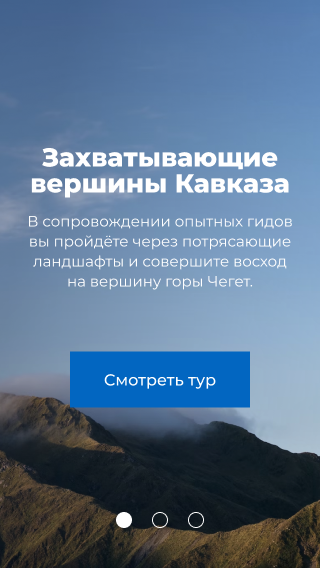 Захватывающие
вершины Кавказа
В сопровождении опытных гидов
вы пройдёте через потрясающие
ландшафты и совершите восход
на вершину горы Чегет.
Смотреть тур